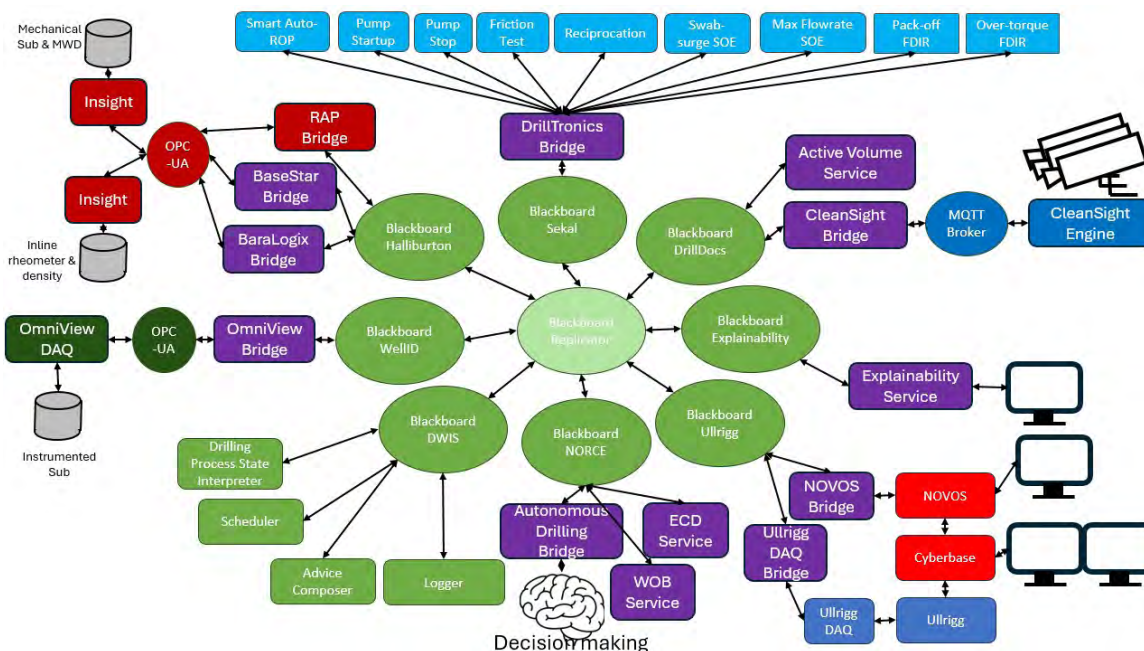 Smart Auto-
ROP
Pump
Startup
Pump
Stop
Friction
Test
Reciprocation
Swab-
surge SOE
Max Flowrate
SOE
Pack-off
FDIR
Over-torque
FDIR
Mechanical
Sub & MWD
Insight
OPC
-UA
RAP
Bridge
BaseStar
Bridge
BaraLogix
Bridge
Insight
Inline
rheometer &
density
Blackboard
Halliburton
DrillTronics
Bridge
Blackboard
Sekal
Active Volume
Service
Blackboard
DrillDocs
CleanSight
Bridge
MQTT
Broker
CleanSight
Engine
OmniView
DAQ
OPC
-UA
OmniView
Bridge
Blackboard
WellID
Blackboard
Replicator
Blackboard
Explainability
Explainability
Service
Instrumented
Sub
Blackboard
DWIS
Drilling
Process State
Interpreter
Scheduler
Advice
Composer
Logger
Blackboard
NORCE
Autonomous
Drilling
Bridge
ECD
Service
WOB
Service
Decision making
Blackboard
Ullrigg
NOVOS
Bridge
NOVOS
Ullrigg
DAQ
Bridge
Cyberbase
Ullrigg
DAQ
Ullrigg